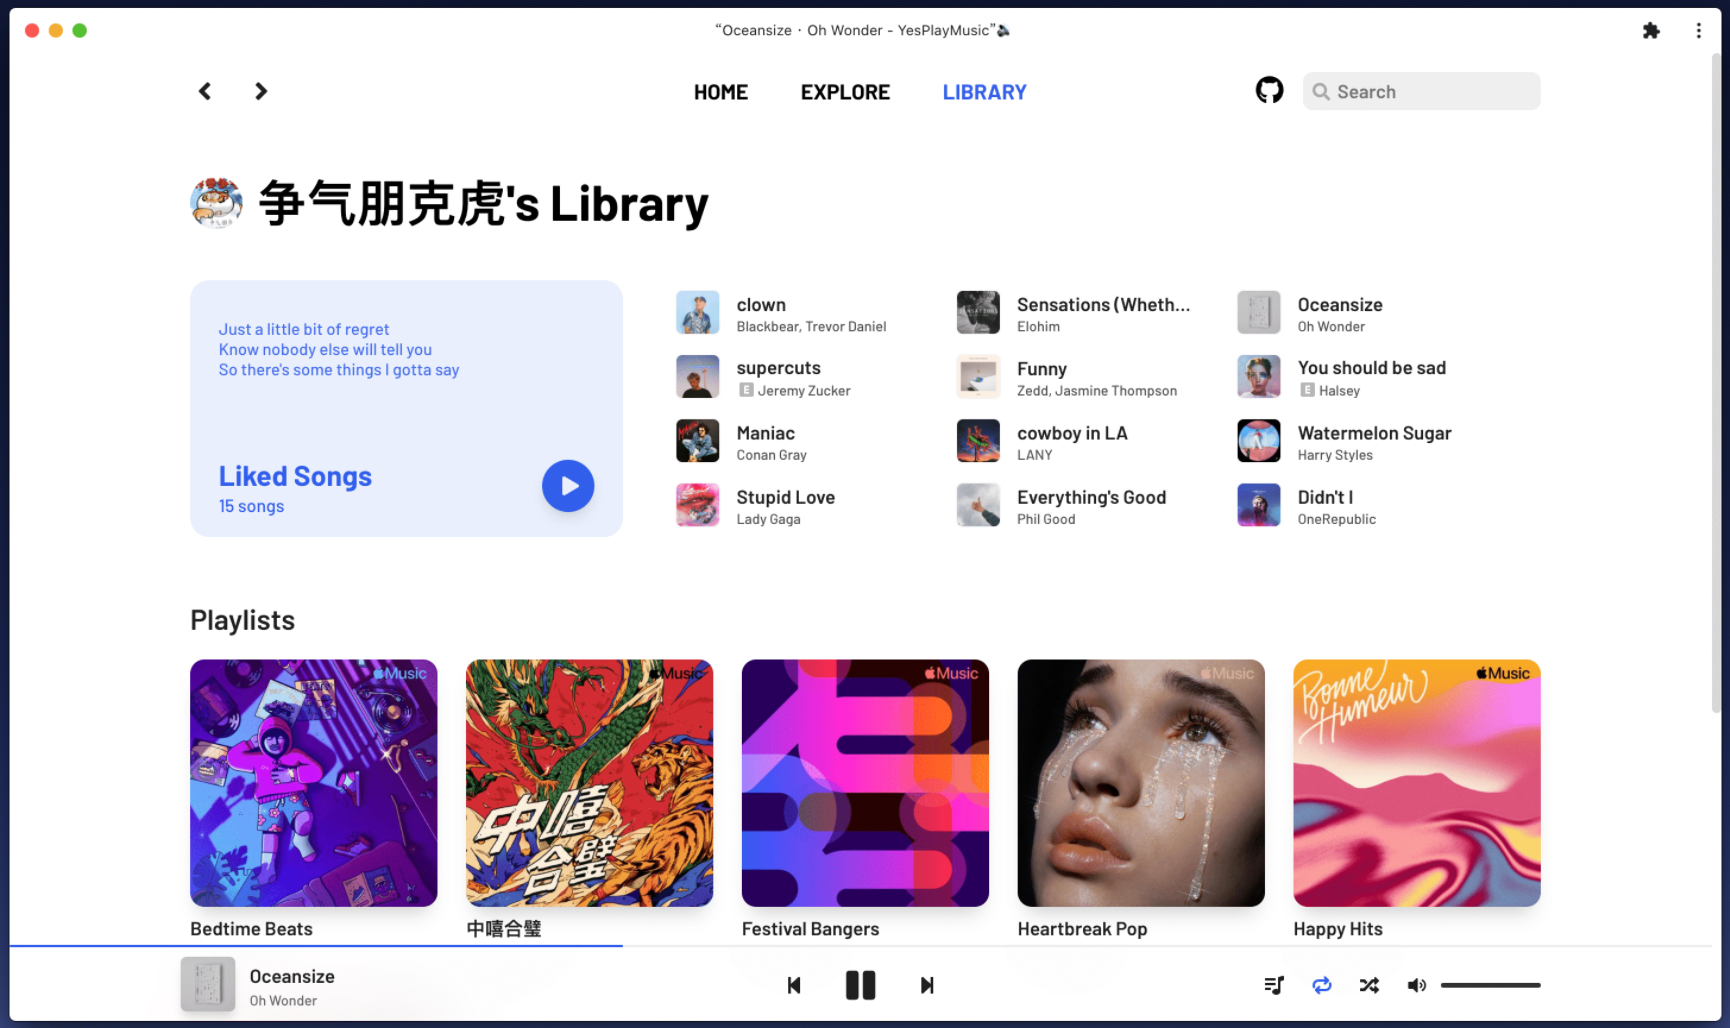 “Oceansize · Oh Wonder - YesPlayMusic”
HOME
EXPLORE
LIBRARY
Search
争气朋克虎's Library
Just a little bit of regret
Know nobody else will tell you
So there's some things I gotta say
Liked Songs
15 songs
clown
Blackbear, Trevor Daniel
Sensations (Wheth...
Elohim
Oceansize
Oh Wonder
supercuts
E Jeremy Zucker
Funny
Zedd, Jasmine Thompson
You should be sad
E Halsey
Maniac
Conan Gray
cowboy in LA
LANY
Watermelon Sugar
Harry Styles
Stupid Love
Lady Gaga
Everything's Good
Phil Good
Didn't I
OneRepublic
Playlists
Music
Music
中嘻
合璧
Music
Music
Bonne
Humeur
Music
Bedtime Beats
中嘻合璧
Festival Bangers
Heartbreak Pop
Happy Hits
Oceansize
Oh Wonder